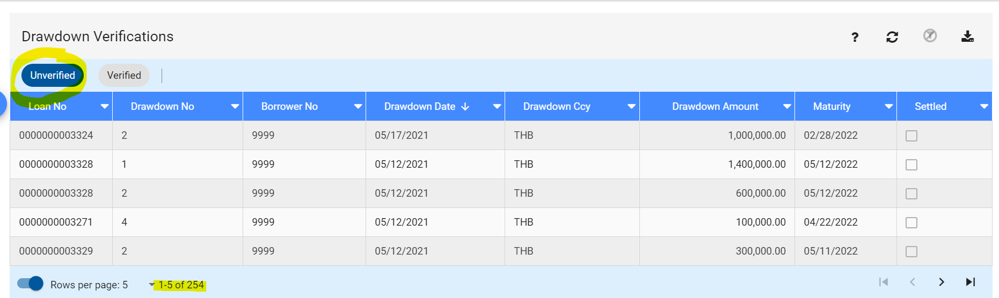 Drawdown Verifications ?
Unverified Verified
Loan No Drawdown No Borrower No Drawdown Date Drawdown Ccy Drawdown Amount Maturity Settled
0000000003324 2 9999 05/17/2021 THB 1,000,000.00 02/28/2022
0000000003328 1 9999 05/12/2021 THB 1,400,000.00 05/12/2022
0000000003328 2 9999 05/12/2021 THB 600,000.00 05/12/2022
0000000003271 4 9999 05/12/2021 THB 100,000.00 04/22/2022
0000000003329 2 9999 05/12/2021 THB 300,000.00 05/11/2022
Rows per page: 5 1-5 of 254